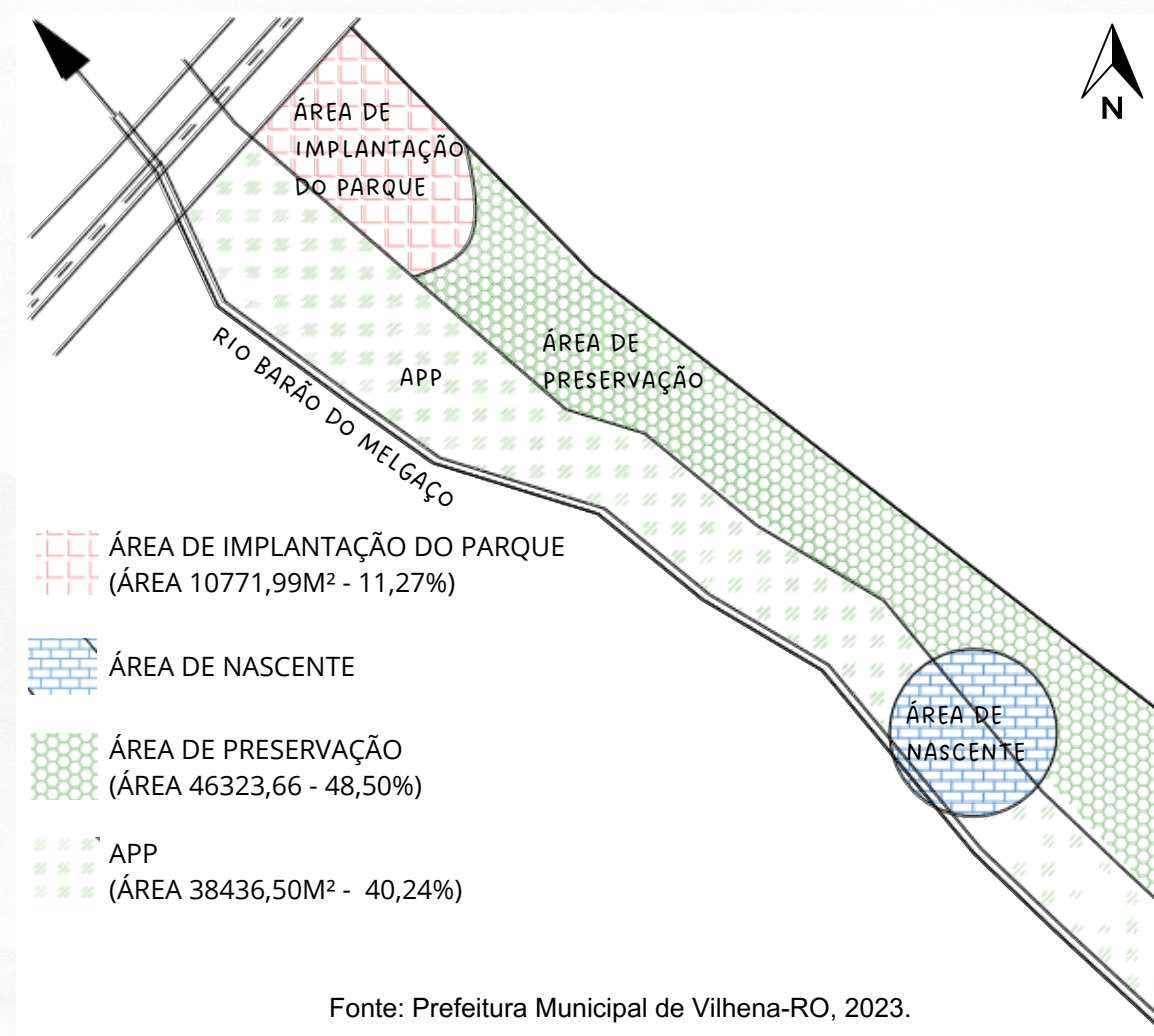 N
ÁREA DE
IMPLANTAÇÃO
DO PARQUE
ÁREA DE
PRESERVAÇÃO
APP
RIO BARÃO DO MELGAÇO
ÁREA DE
NASCENTE
ÁREA DE IMPLANTAÇÃO DO PARQUE
(ÁREA 10771,99M² - 11,27%)
ÁREA DE NASCENTE
ÁREA DE PRESERVAÇÃO
(ÁREA 46323,66 - 48,50%)
APP
(ÁREA 38436,50M² - 40,24%)
Fonte: Prefeitura Municipal de Vilhena-RO, 2023.